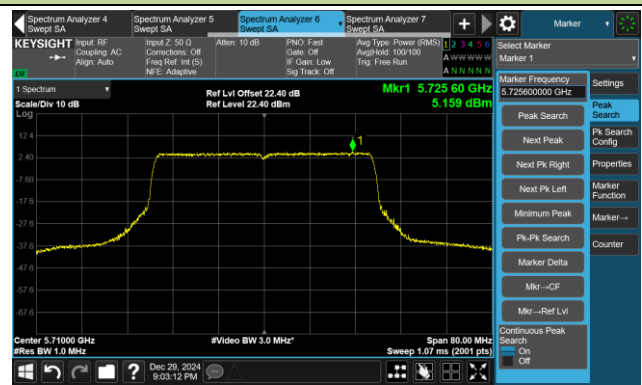 Spectrum Analyzer 4
Swept SA
Spectrum Analyzer 5
Swept SA
Spectrum Analyzer 6
Swept SA
Spectrum Analyzer 7
Swept SA
Marker
KEYSIGHT
Input: RF
Coupling: AC
Align: Auto
Input Z: 50 Ω
Corrections: Off
Freq Ref: Int (S)
NFE: Adaptive
Atten: 10 dB
PNO: Fast
Gate: Off
IF Gain: Low
Sig Track: Off
Avg Type: Power (RMS)
Avg|Hold: 100/100
Trig: Free Run
1 2 3 4 5 6
A W W W W W
A N N N N N
Select Marker
Marker 1
LVI
1 Spectrum
Scale/Div 10 dB
Ref Lvl Offset 22.40 dB
Ref Level 22.40 dBm
Mkr1 5.725 60 GHz
5.159 dBm
Log
12.4
2.40
-7.60
-17.6
-27.6
-37.6
-47.6
-57.6
-67.6
1
Center 5.71000 GHz
#Res BW 1.0 MHz
#Video BW 3.0 MHz*
Span 80.00 MHz
Sweep 1.07 ms (2001 pts)
Marker Frequency
5.725600000 GHz
Peak Search
Next Peak
Next Pk Right
Next Pk Left
Minimum Peak
Pk-Pk Search
Marker Delta
Mkr→CF
Mkr→Ref Lvl
Continuous Peak
Search
On
Off
Settings
Peak
Search
Pk Search
Config
Properties
Marker
Function
Marker→
Counter
Dec 29, 2024
9:03:12 PM